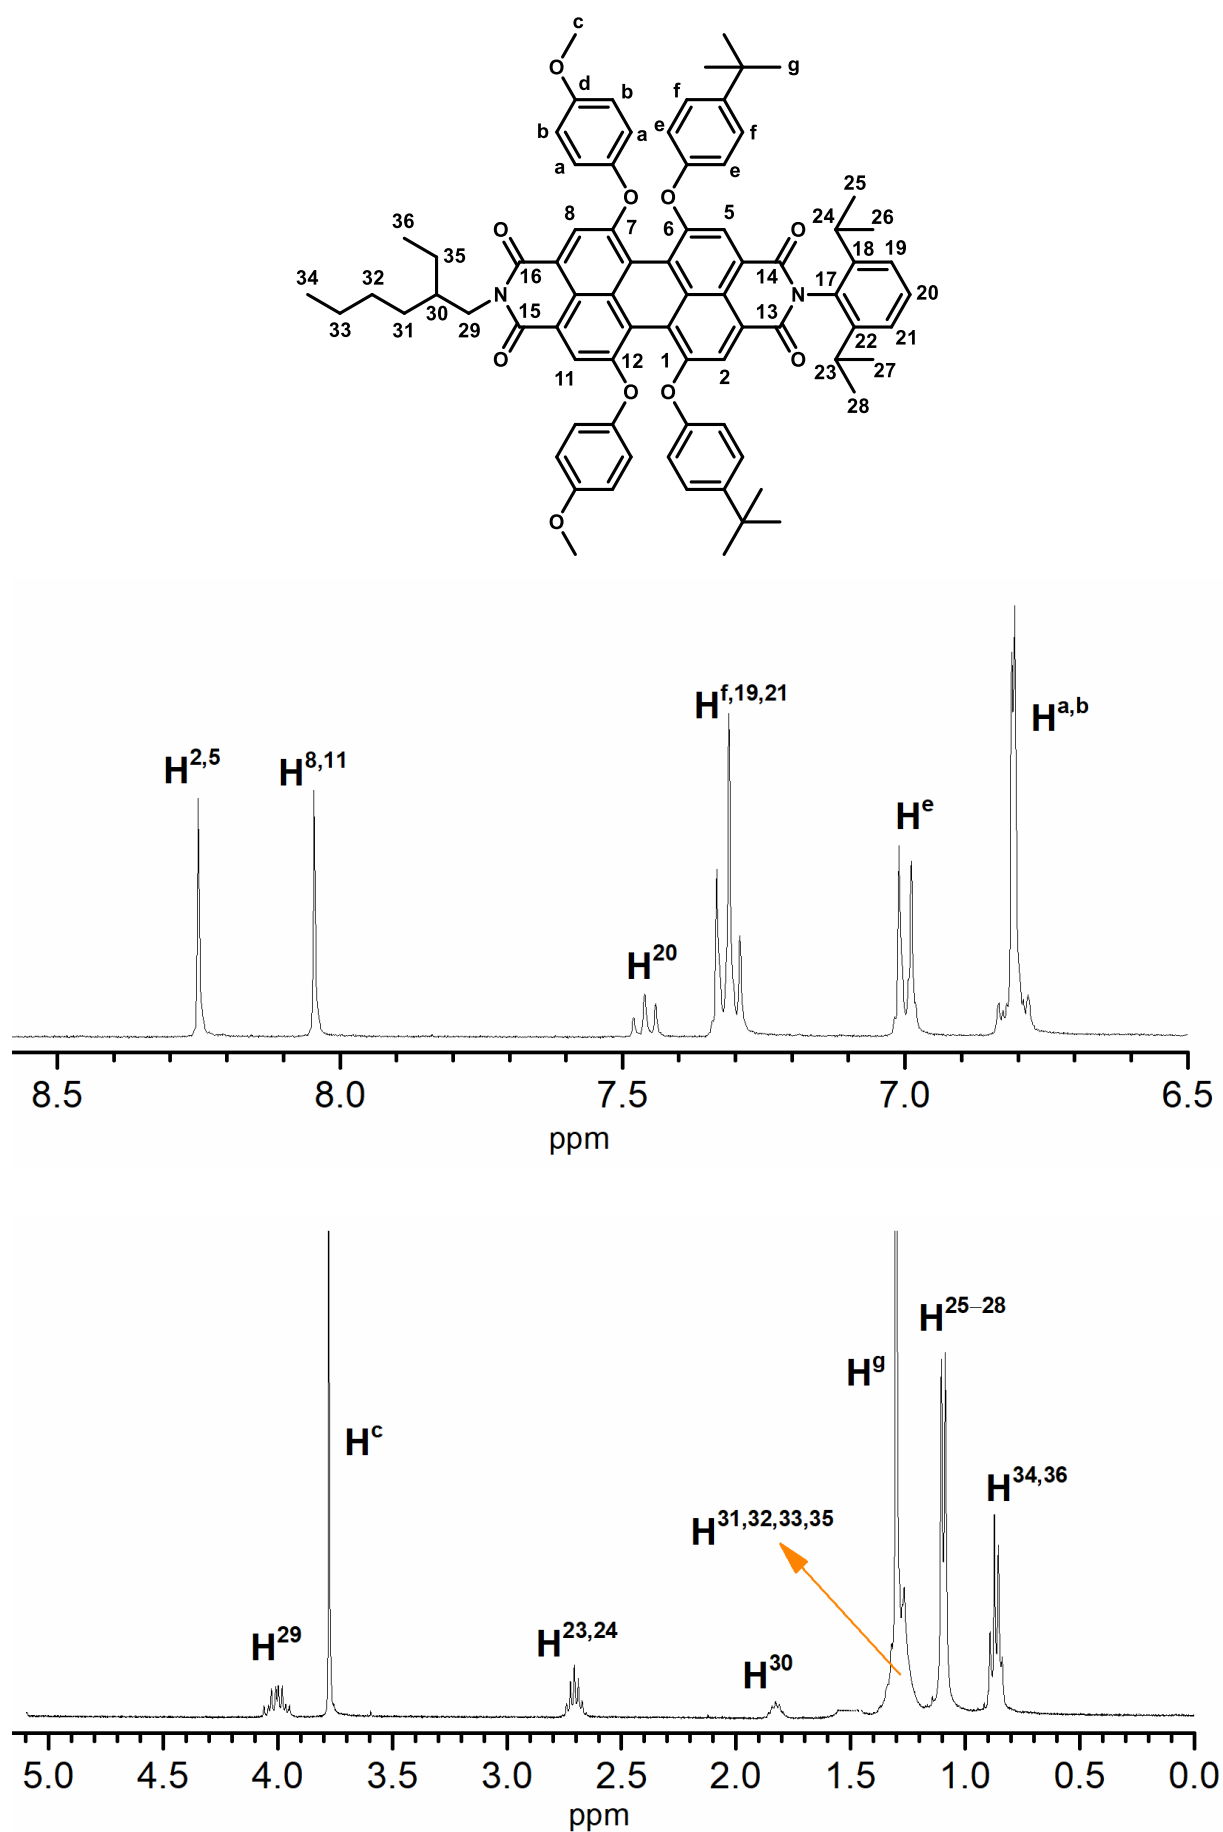 c
O
g
d
f
b
b
e
f
a
a
e
O
O
25
8
5
24
26
36
O
7
6
O
18
19
35
16
14
17
34
32
N
N
20
30
15
13
33
31
29
22
21
O
12
1
O
23
27
11
2
28
O
O
O
H2,5
H8,11
H20
Hf,19,21
He
Ha,b
8.5 8.0 7.5 7.0 6.5
ppm
H25–28
Hg
Hc
H34,36
H31,32,33,35
H29
H23,24
H30
5.0 4.5 4.0 3.5 3.0 2.5 2.0 1.5 1.0 0.5 0.0
ppm